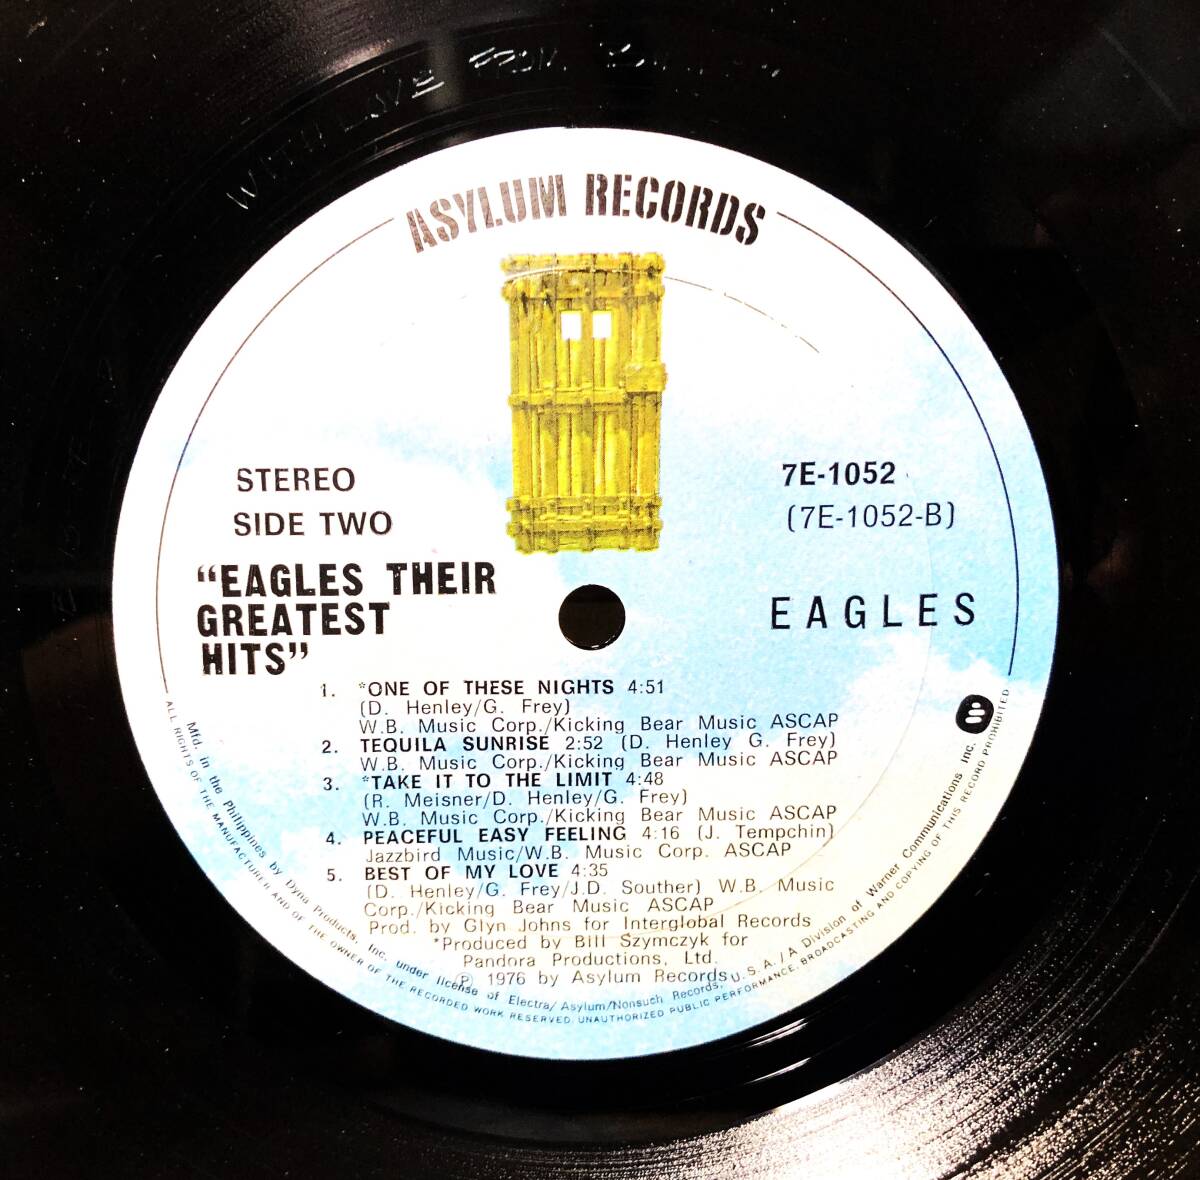 WITH LOVE FROM
ASYLUM RECORDS
STEREO
SIDE TWO
7E-1052
(7E-1052-B)
"EAGLES THEIR
GREATEST
HITS"
EAGLES
1. *ONE OF THESE NIGHTS 4:51
(D. Henley/G. Frey)
W.B. Music Corp./Kicking Bear Music ASCAP
2. TEQUILA SUNRISE 2:52 (D. Henley G. Frey)
W.B. Music Corp./Kicking Bear Music ASCAP
3. *TAKE IT TO THE LIMIT 4:48
(R. Meisner/D. Henley/G. Frey)
W.B. Music Corp./Kicking Bear Music ASCAP
4. PEACEFUL EASY FEELING 4:16 (J. Tempchin)
Jazzbird Music/W.B. Music Corp. ASCAP
5. BEST OF MY LOVE 4:35
(D. Henley/G. Frey/J.D. Souther) W.B. Music
Corp./Kicking Bear Music ASCAP
Prod. by Glyn Johns for Interglobal Records
*Produced by Bill Szymczyk for
Pandora Productions, Ltd.
℗ 1976 by Asylum Records
Mfd. in the Philippines by Dyna Products, Inc. under license of Electra/Asylum/Nonsuch Records, U.S.A./A Division of Warner Communications inc.
ALL RIGHTS OF THE MANUFACTURER AND OF THE OWNER OF THE RECORDED WORK RESERVED. UNAUTHORIZED PUBLIC PERFORMANCE, BROADCASTING AND COPYING OF THIS RECORD PROHIBITED